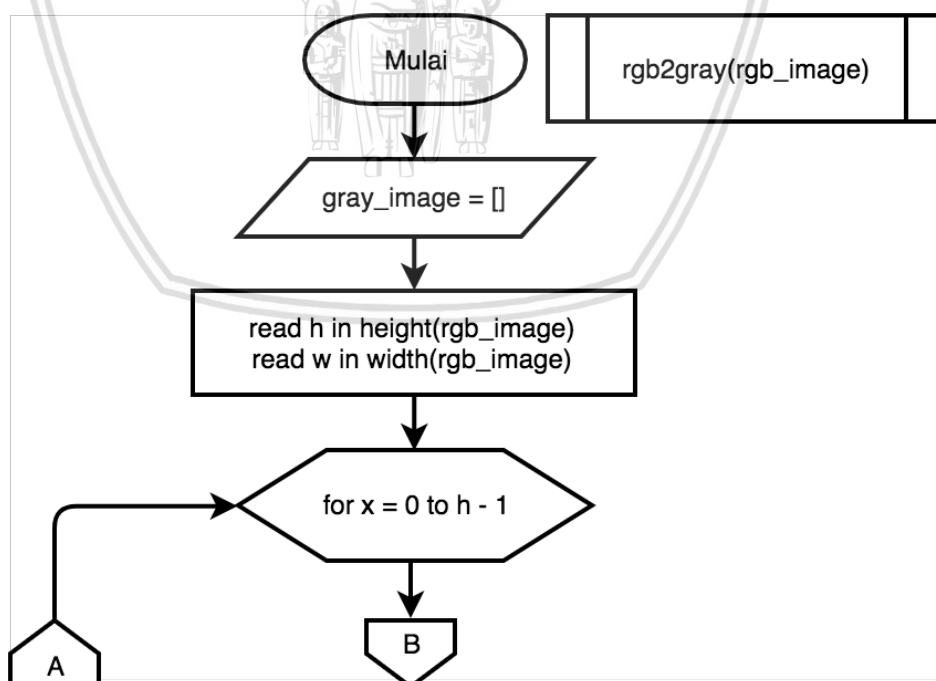 Mulai
rgb2gray(rgb_image)
gray_image = []
read h in height(rgb_image)
read w in width(rgb_image)
for x = 0 to h - 1
B
A